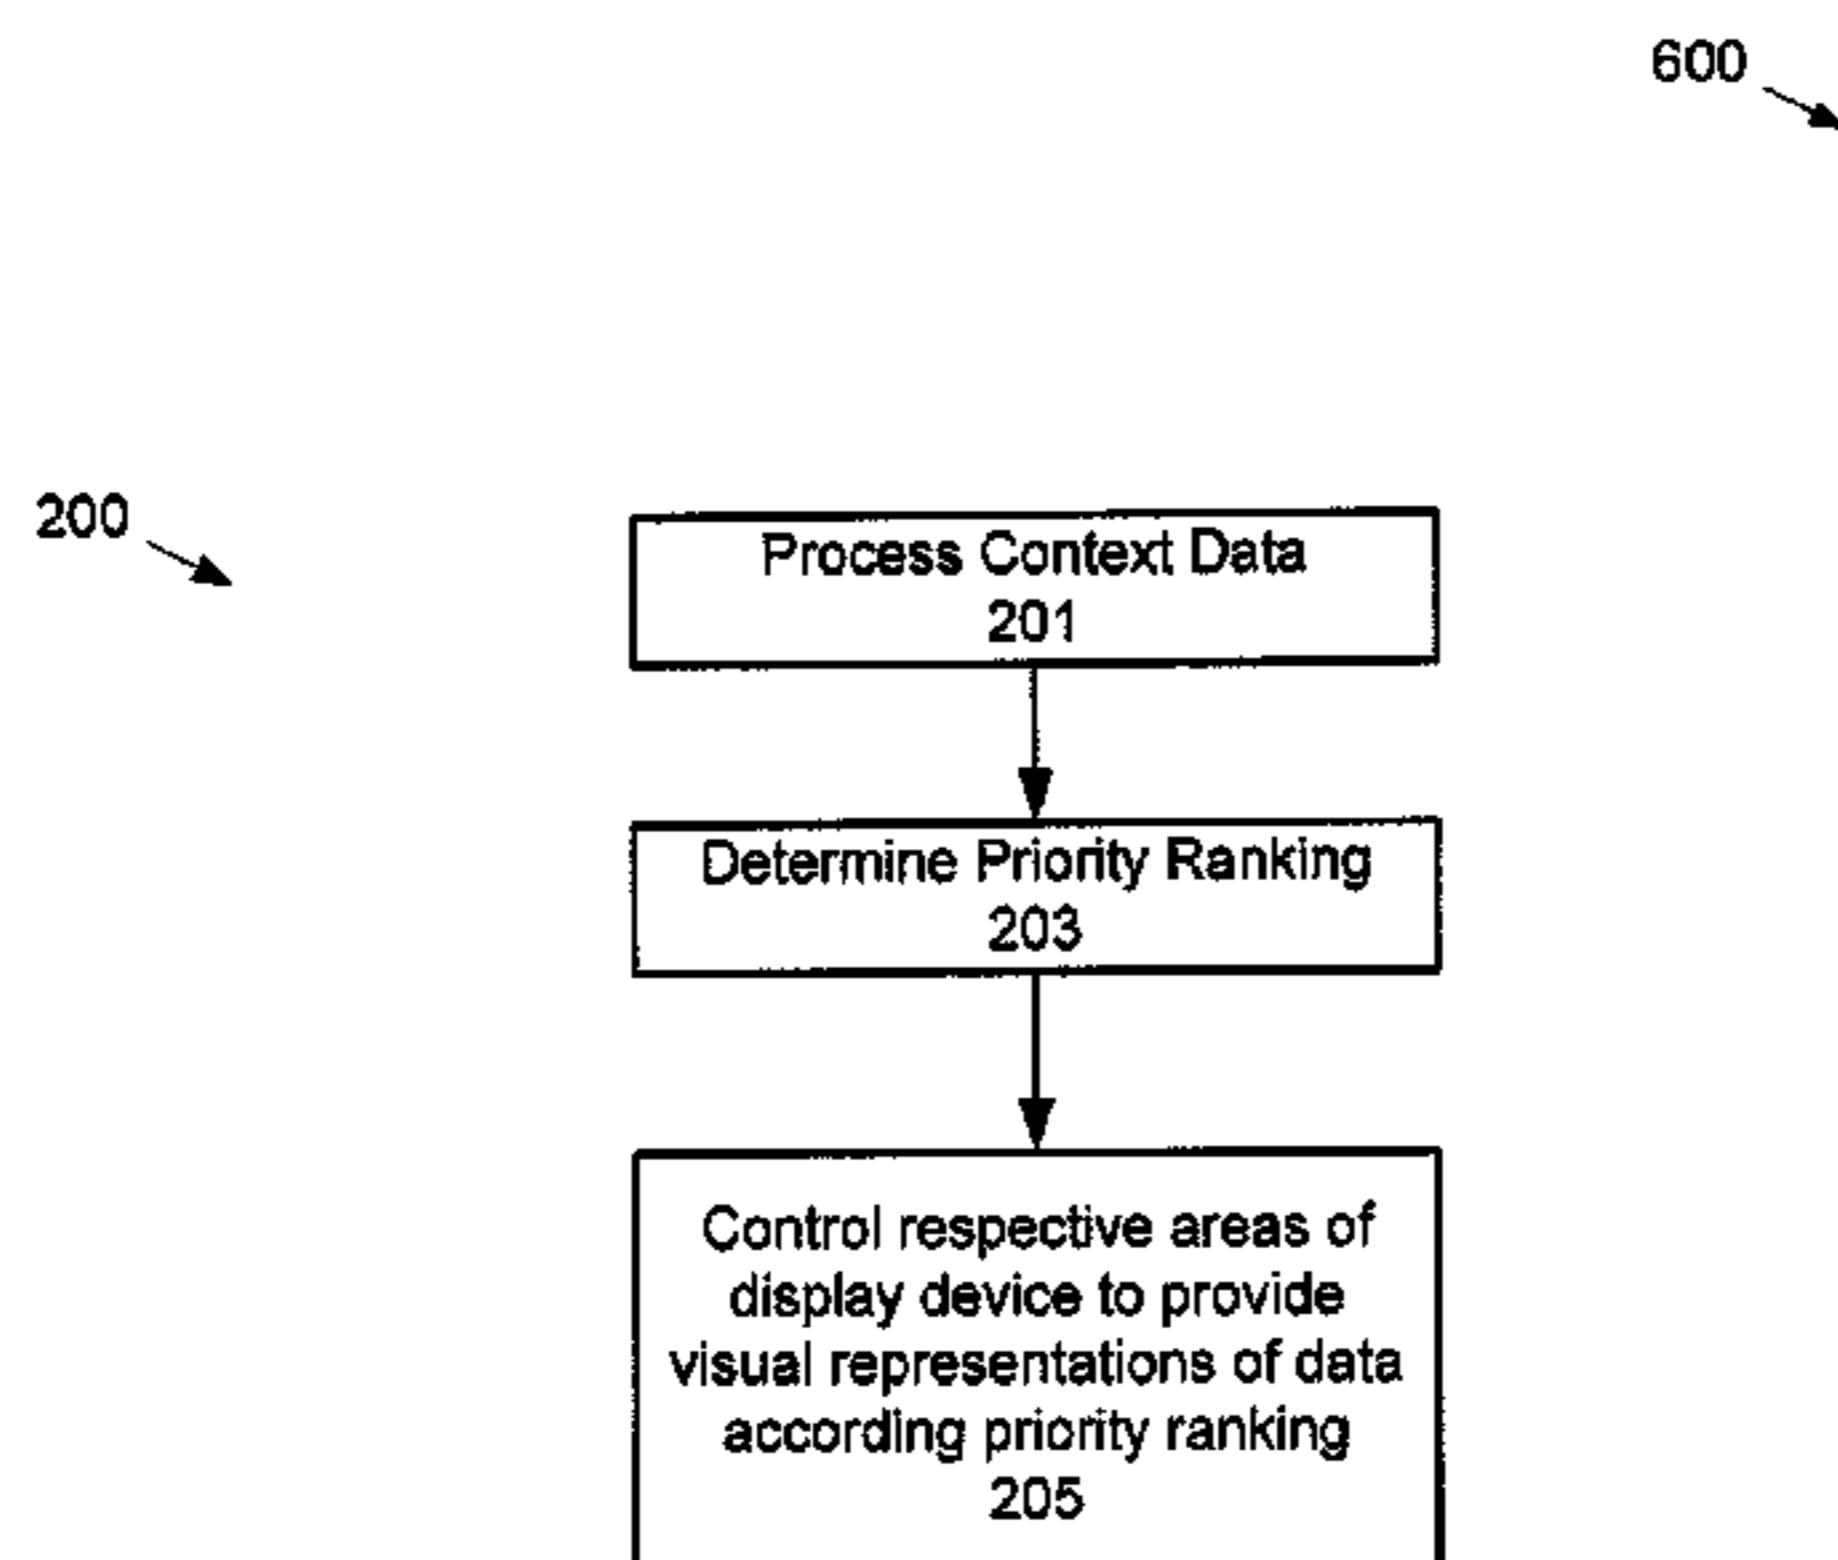 600
200
Process Context Data
201
Determine Priority Ranking
203
Control respective areas of
display device to provide
visual representations of data
according priority ranking
205